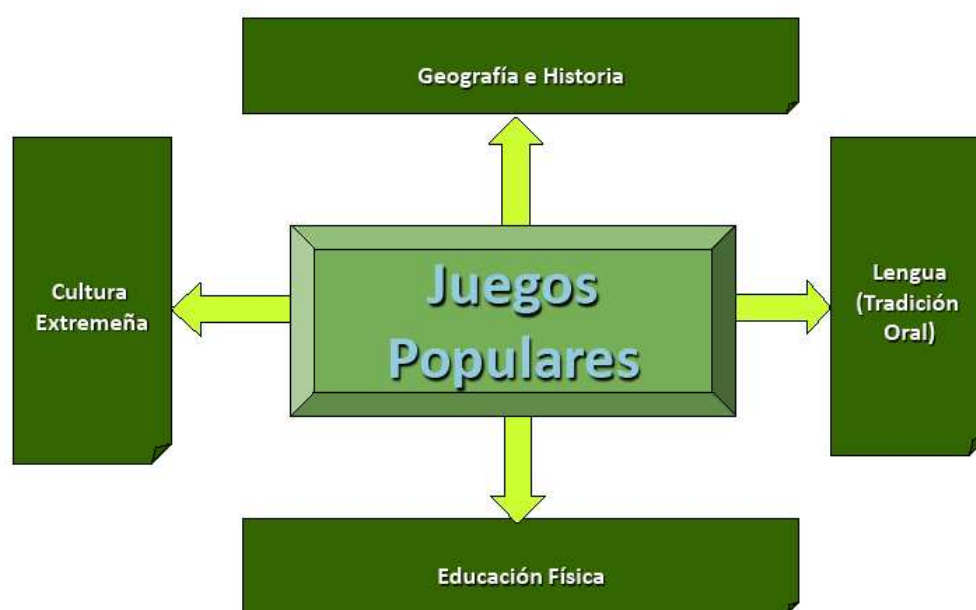 Geografía e Historia
Cultura
Extremeña
Juegos
Populares
Lengua
(Tradición
Oral)
Educación Física